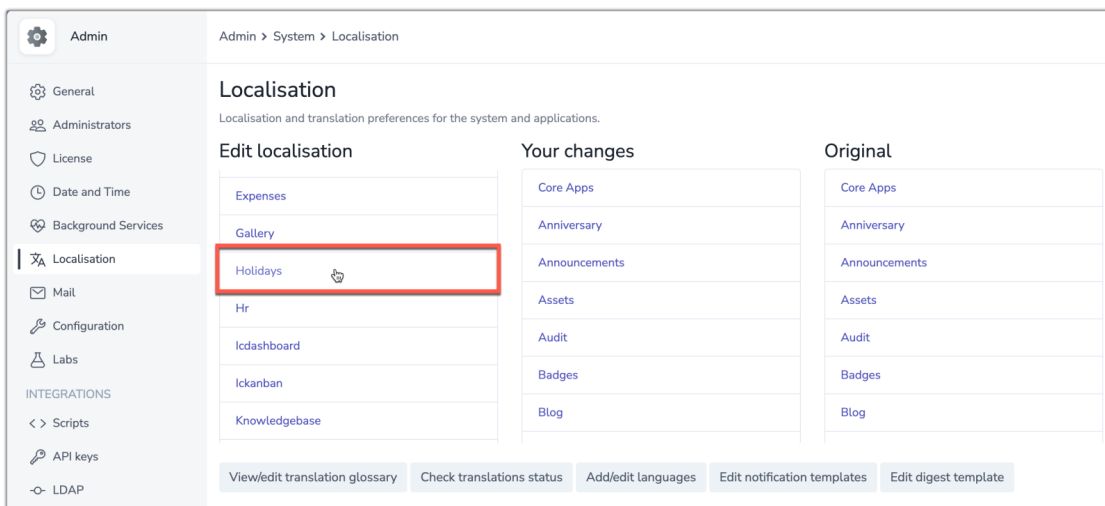 Admin
Admin > System > Localisation
General
Administrators
License
Date and Time
Background Services
Localisation
Mail
Configuration
Labs
INTEGRATIONS
Scripts
API keys
LDAP
Localisation
Localisation and translation preferences for the system and applications.
Edit localisation
Expenses
Gallery
Holidays
Hr
Icdashboard
Ickanban
Knowledgebase
Your changes
Core Apps
Anniversary
Announcements
Assets
Audit
Badges
Blog
Original
Core Apps
Anniversary
Announcements
Assets
Audit
Badges
Blog
View/edit translation glossary
Check translations status
Add/edit languages
Edit notification templates
Edit digest template